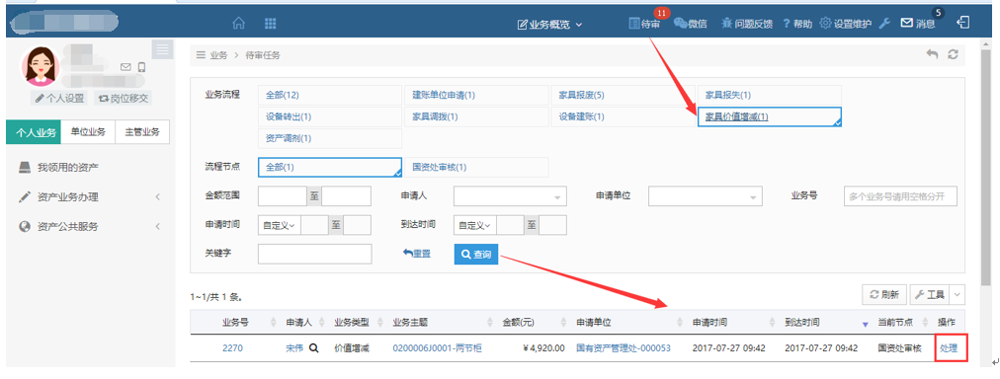 业务概览 待审 11 微信 问题反馈 ? 帮助 设置维护 消息 5
业务 > 待审任务
个人设置 岗位移交
个人业务 单位业务 主管业务
我领用的资产
资产业务办理
资产公共服务
业务流程 全部(12) 建账单位申请(1) 家具报废(5) 家具报失(1)
设备转出(1) 家具调拨(1) 设备建账(1) 家具价值增减(1)
资产调剂(1)
流程节点 全部(1) 国资处审核(1)
金额范围 至 申请人 申请单位 业务号 多个业务号请用空格分开
申请时间 自定义 至 到达时间 自定义 至
关键字 重置 查询
1~1/共 1 条。 刷新 工具
业务号 申请人 业务类型 业务主题 金额(元) 申请单位 申请时间 到达时间 当前节点 操作
2270 宋伟 价值增减 0200006J0001-两节柜 ¥4,920.00 国有资产管理处-000053 2017-07-27 09:42 2017-07-27 09:42 国资处审核 处理